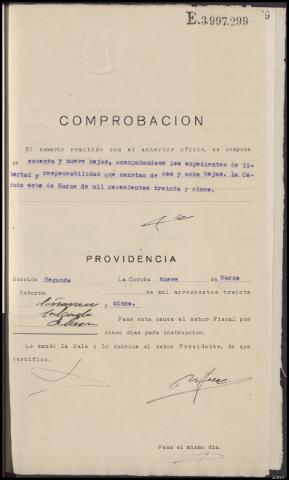 E.3.997.299
79
COMPROBACION
El sumario remitido con el anterior oficio, se compone
de ochenta y nueve hojas, acompañándose los expedientes de li-
bertad y responsabilidad que constan de dos y ocho hojas. La Co-
ruña ocho de Marzo de mil novecientos treinta y cinco.
PROVIDENCIA
Sección Segunda La Coruña nueve de Marzo
Señores: de mil novecientos treinta
y cinco.
Pase esta causa al señor Fiscal por
cinco días para instrucción.
Lo mandó la Sala y lo rubrica el señor Presidente, de que
certifico.
Pasa el mismo día.